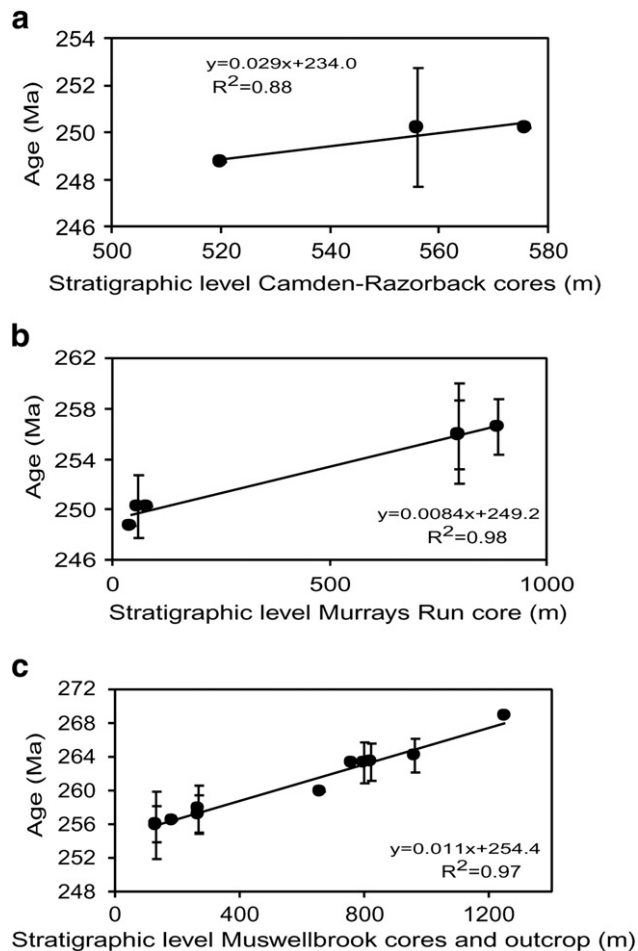 a
254
252
250
248
246
Age (Ma)
y=0.029x+234.0
R²=0.88
500 520 540 560 580
Stratigraphic level Camden-Razorback cores (m)
b
262
258
254
250
246
Age (Ma)
y=0.0084x+249.2
R²=0.98
0 500 1000
Stratigraphic level Murrays Run core (m)
c
272
268
264
260
256
252
248
Age (Ma)
y=0.011x+254.4
R²=0.97
0 400 800 1200
Stratigraphic level Muswellbrook cores and outcrop (m)